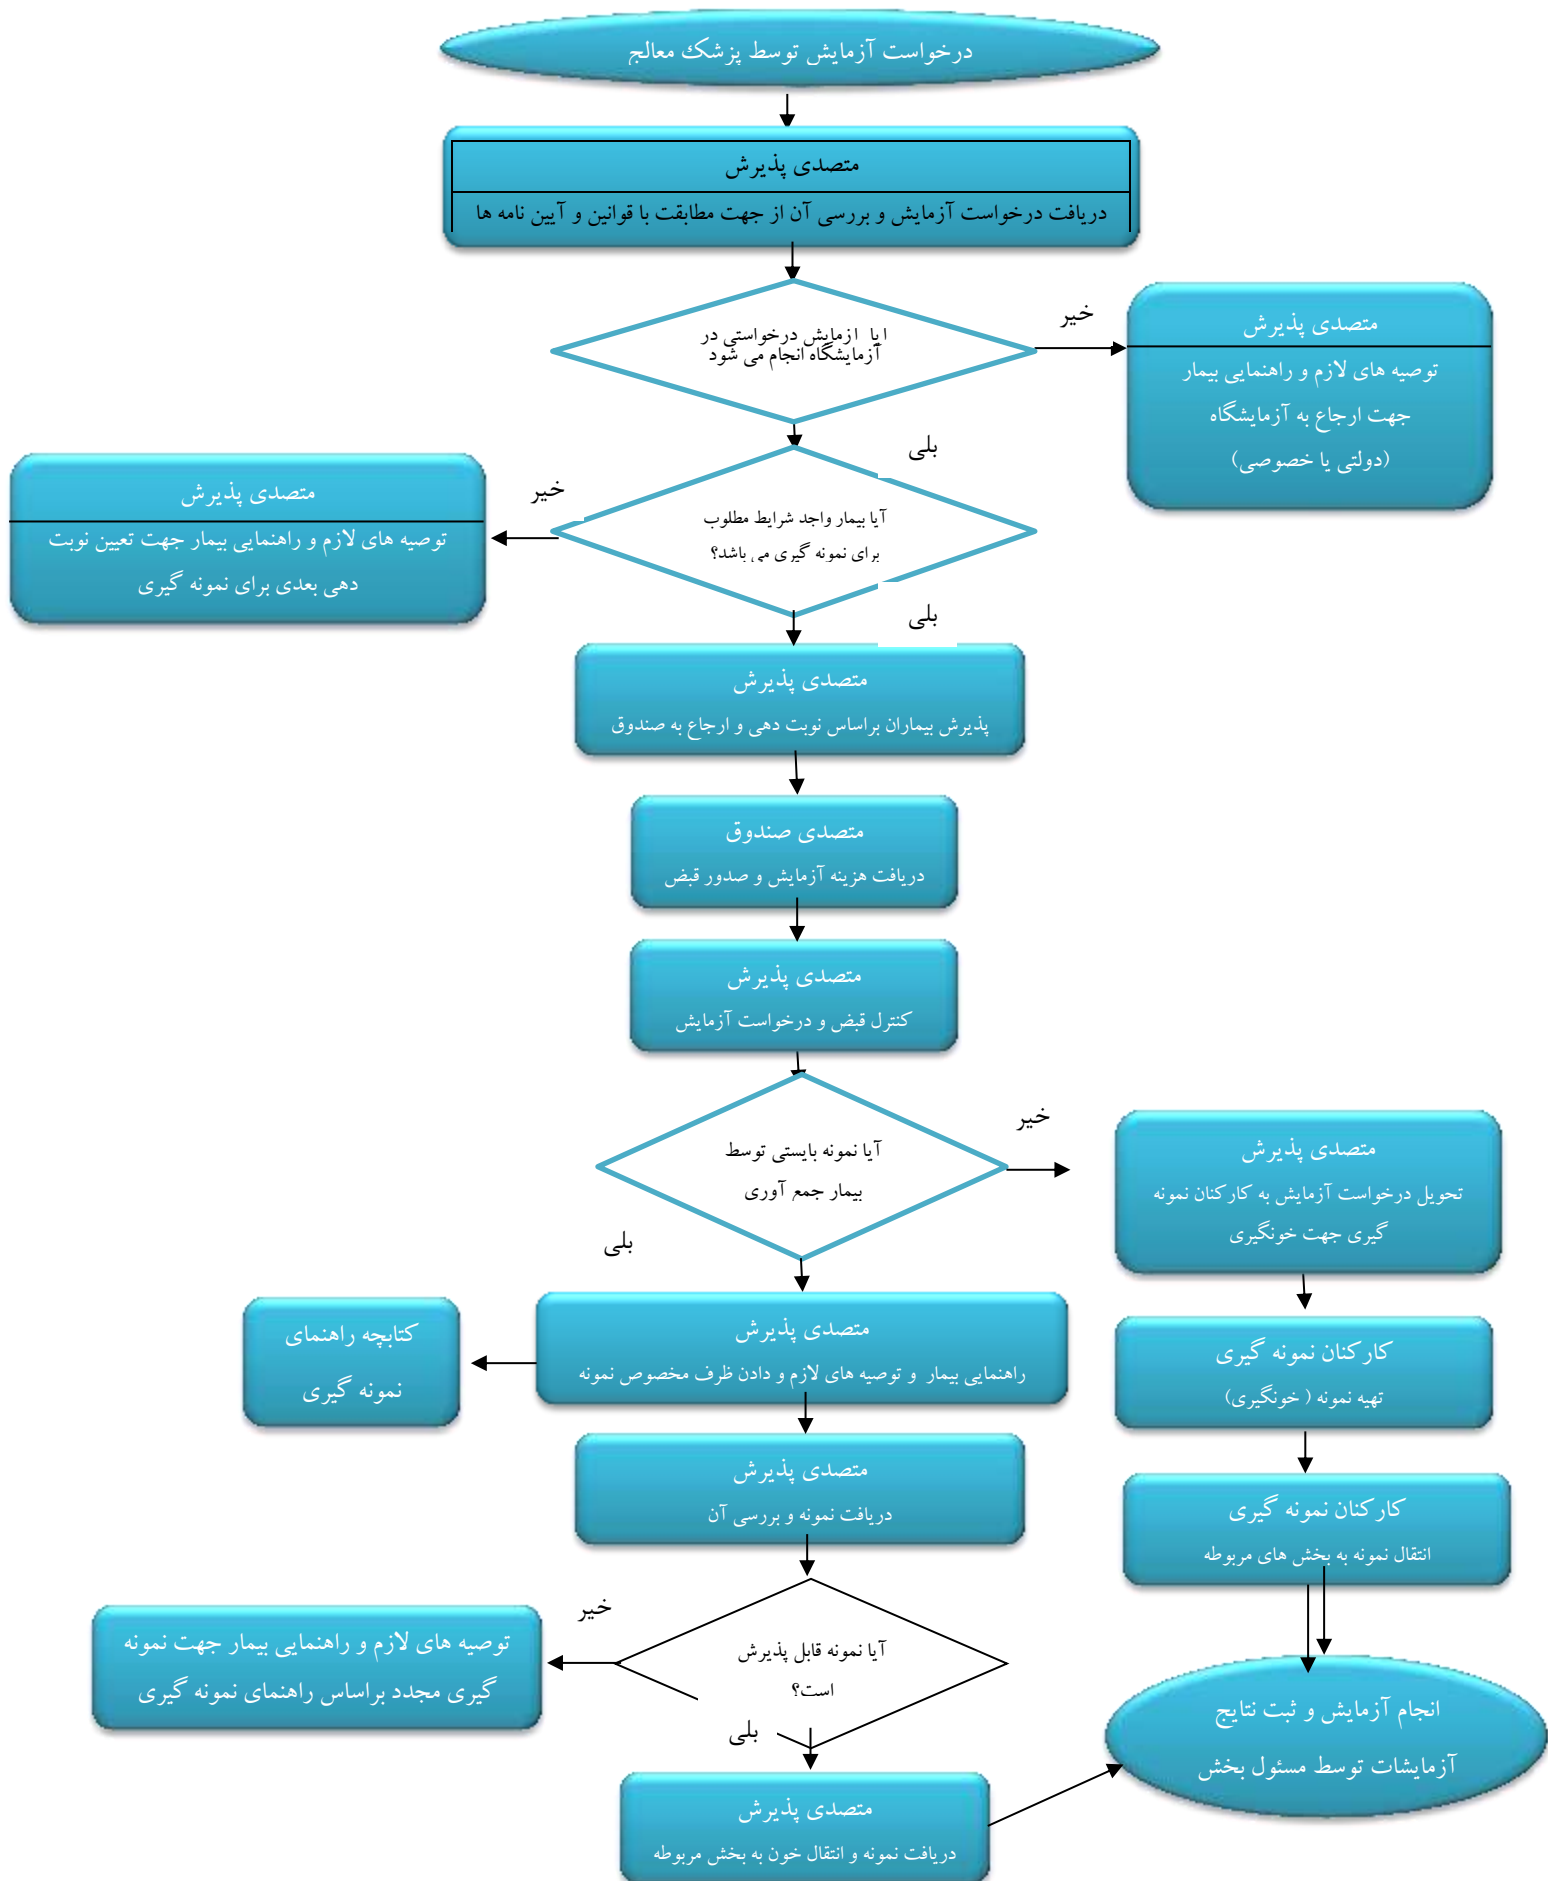 درخواست آزمایش توسط پزشک معالج
متصدی پذیرش
دریافت درخواست آزمایش و بررسی آن از جهت مطابقت با قوانین و آیین نامه ها
ایا ازمایش درخواستی در
آزمایشگاه انجام می شود
خیر
متصدی پذیرش
توصیه های لازم و راهنمایی بیمار
جهت ارجاع به آزمایشگاه
(دولتی یا خصوصی)
بلی
آیا بیمار واجد شرایط مطلوب
برای نمونه گیری می باشد؟
خیر
متصدی پذیرش
توصیه های لازم و راهنمایی بیمار جهت تعیین نوبت
دهی بعدی برای نمونه گیری
بلی
متصدی پذیرش
پذیرش بیماران براساس نوبت دهی و ارجاع به صندوق
متصدی صندوق
دریافت هزینه آزمایش و صدور قبض
متصدی پذیرش
کنترل قبض و درخواست آزمایش
آیا نمونه بایستی توسط
بیمار جمع آوری
خیر
متصدی پذیرش
تحویل درخواست آزمایش به کارکنان نمونه
گیری جهت خونگیری
بلی
متصدی پذیرش
راهنمایی بیمار و توصیه های لازم و دادن ظرف مخصوص نمونه
کتابچه راهنمای
نمونه گیری
کارکنان نمونه گیری
تهیه نمونه ( خونگیری)
متصدی پذیرش
دریافت نمونه و بررسی آن
کارکنان نمونه گیری
انتقال نمونه به بخش های مربوطه
آیا نمونه قابل پذیرش
است؟
خیر
توصیه های لازم و راهنمایی بیمار جهت نمونه
گیری مجدد براساس راهنمای نمونه گیری
بلی
انجام آزمایش و ثبت نتایج
آزمایشات توسط مسئول بخش
متصدی پذیرش
دریافت نمونه و انتقال خون به بخش مربوطه